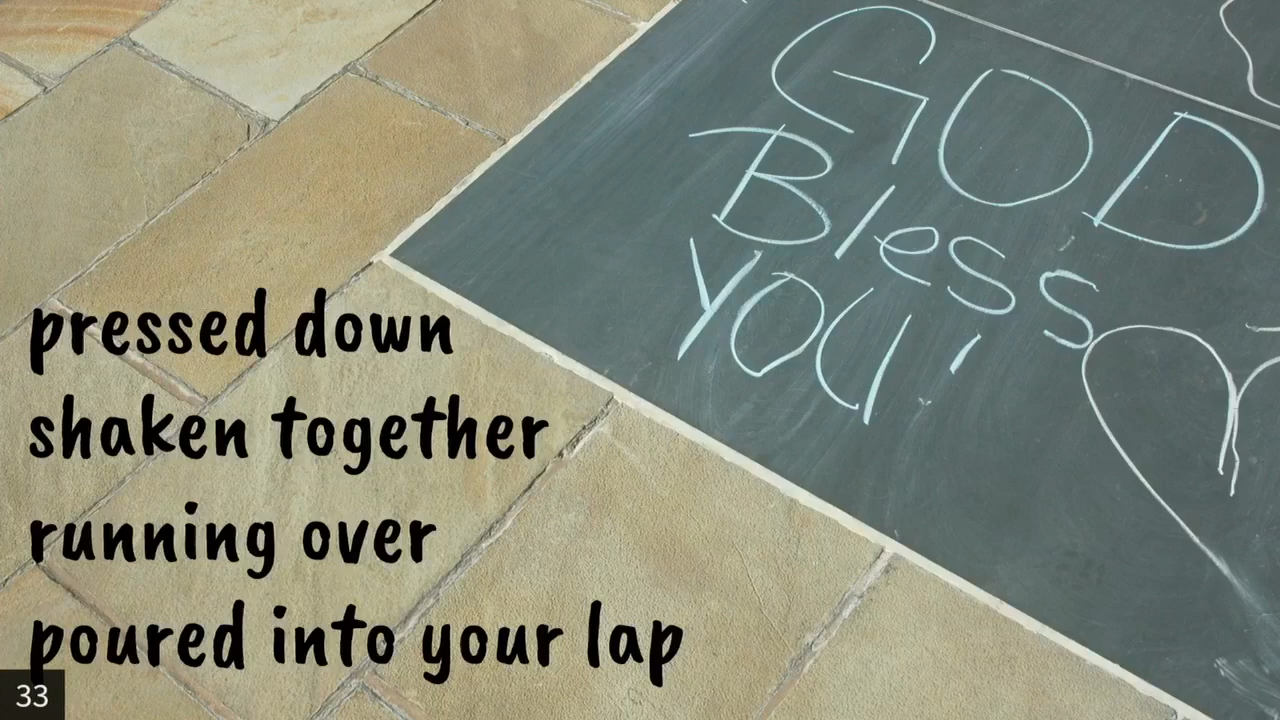 GOD
Bless
YOU!
pressed down
shaken together
running over
poured into your lap
33